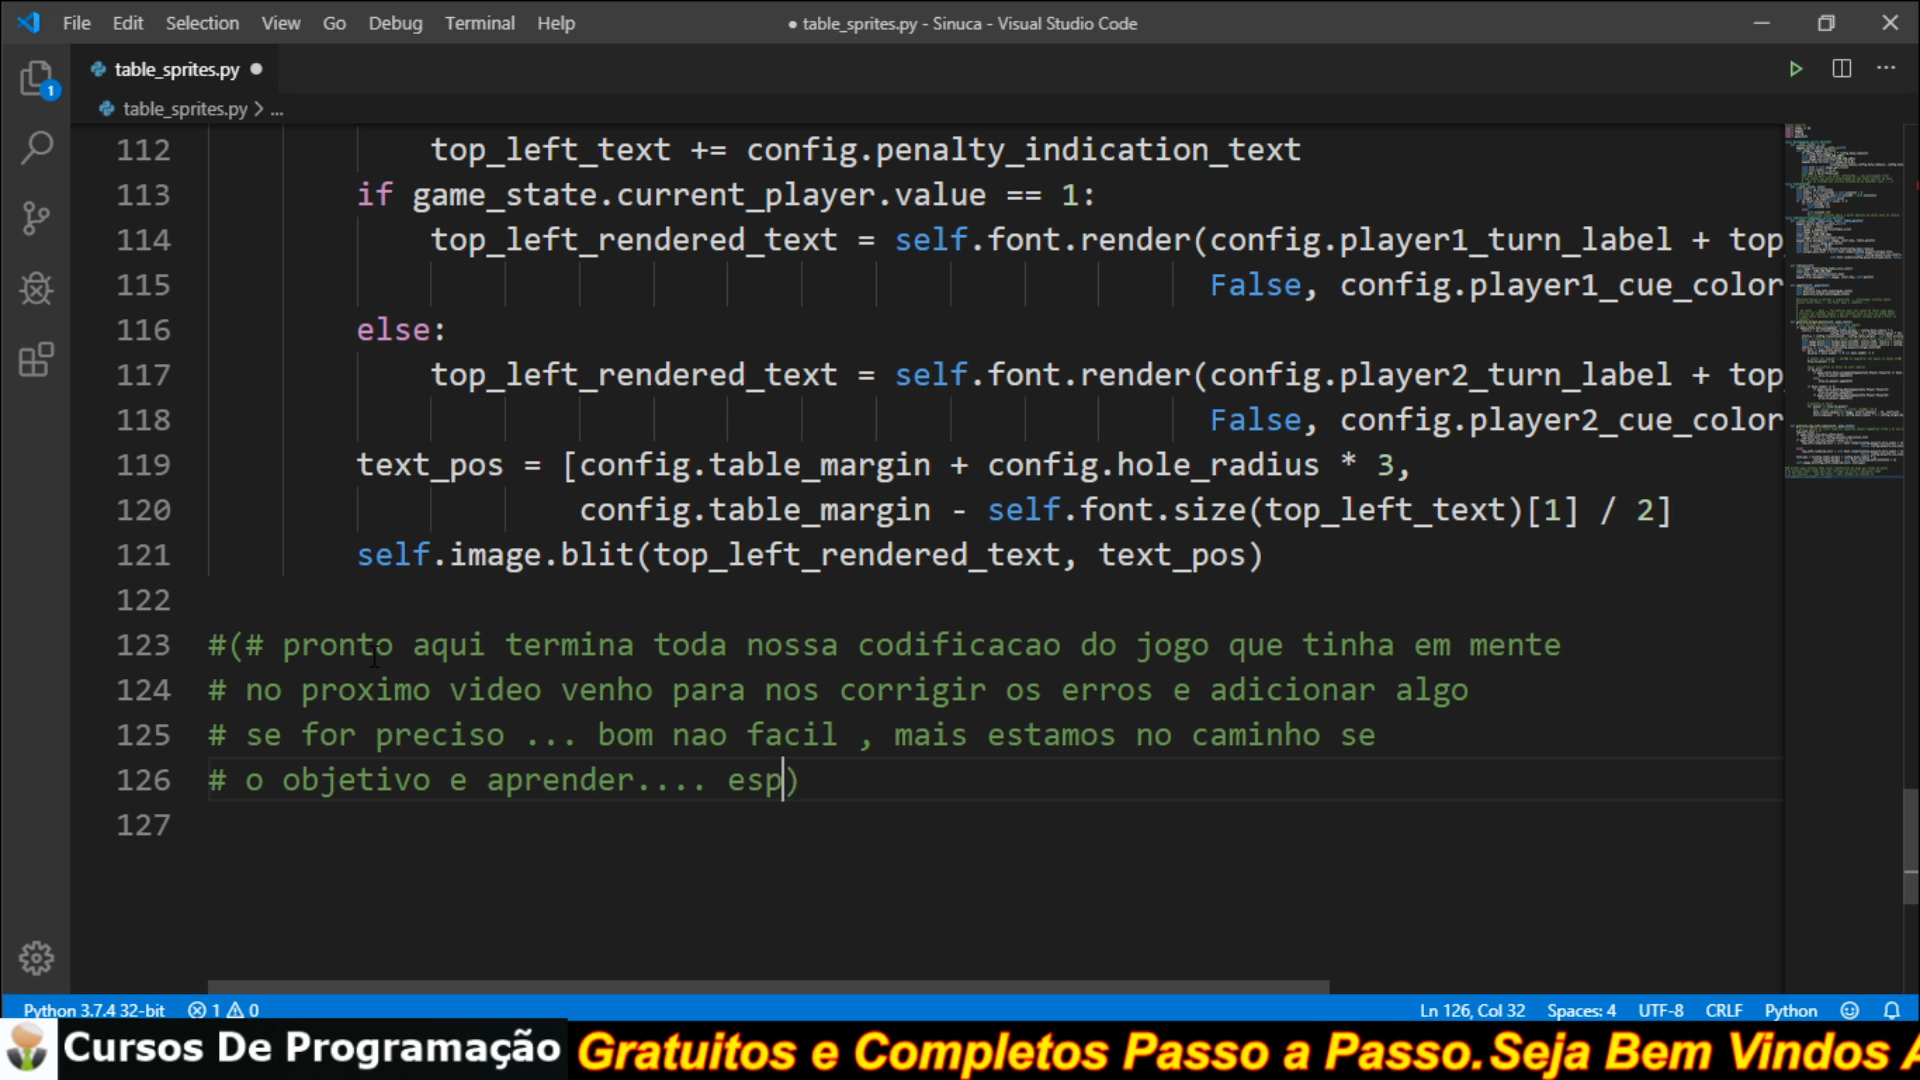 File Edit Selection View Go Debug Terminal Help ● table_sprites.py - Sinuca - Visual Studio Code
table_sprites.py ●
table_sprites.py > ...
1
112 top_left_text += config.penalty_indication_text
113 if game_state.current_player.value == 1:
114 top_left_rendered_text = self.font.render(config.player1_turn_label + top_
115 False, config.player1_cue_color
116 else:
117 top_left_rendered_text = self.font.render(config.player2_turn_label + top_
118 False, config.player2_cue_color
119 text_pos = [config.table_margin + config.hole_radius * 3,
120 config.table_margin - self.font.size(top_left_text)[1] / 2]
121 self.image.blit(top_left_rendered_text, text_pos)
122
123 #(# pronto aqui termina toda nossa codificacao do jogo que tinha em mente
124 # no proximo video venho para nos corrigir os erros e adicionar algo
125 # se for preciso ... bom nao facil , mais estamos no caminho se
126 # o objetivo e aprender.... esp)
127
Python 3.7.4 32-bit 1 0 Ln 126, Col 32 Spaces: 4 UTF-8 CRLF Python
Cursos De Programação Gratuitos e Completos Passo a Passo.Seja Bem Vindos A